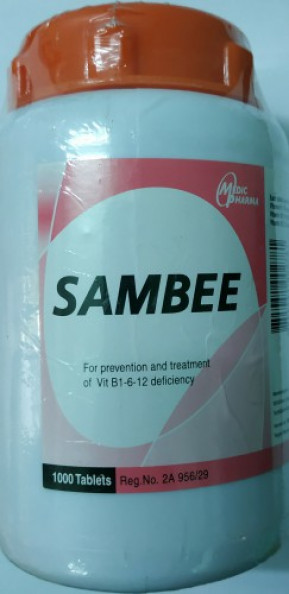 MEDIC
PHARMA
SAMBEE
For prevention and treatment
of Vit B1-6-12 deficiency
1000 Tablets Reg.No. 2A 956/29